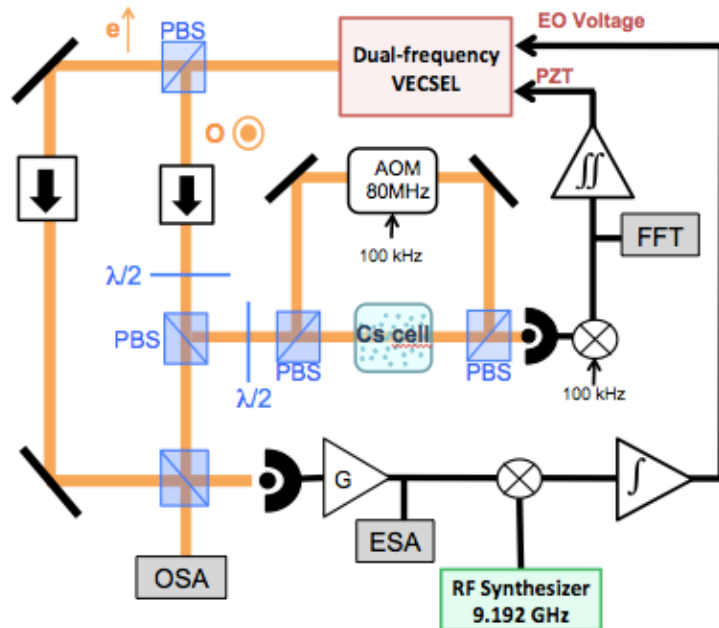 e
PBS
EO Voltage
Dual-frequency
VECSEL
PZT
O
AOM
80MHz
100 kHz
∬
FFT
λ/2
PBS
Cs cell
PBS
λ/2
PBS
100 kHz
G
∫
ESA
OSA
RF Synthesizer
9.192 GHz